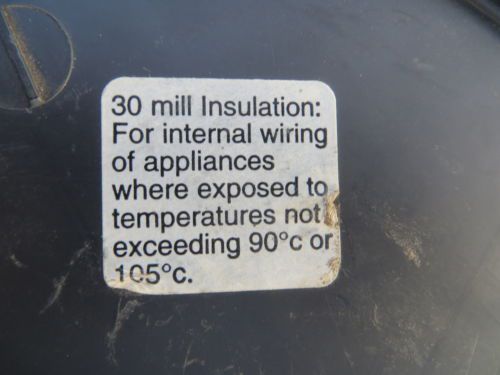 30 mill Insulation:
For internal wiring
of appliances
where exposed to
temperatures not
exceeding 90°c or
105°c.